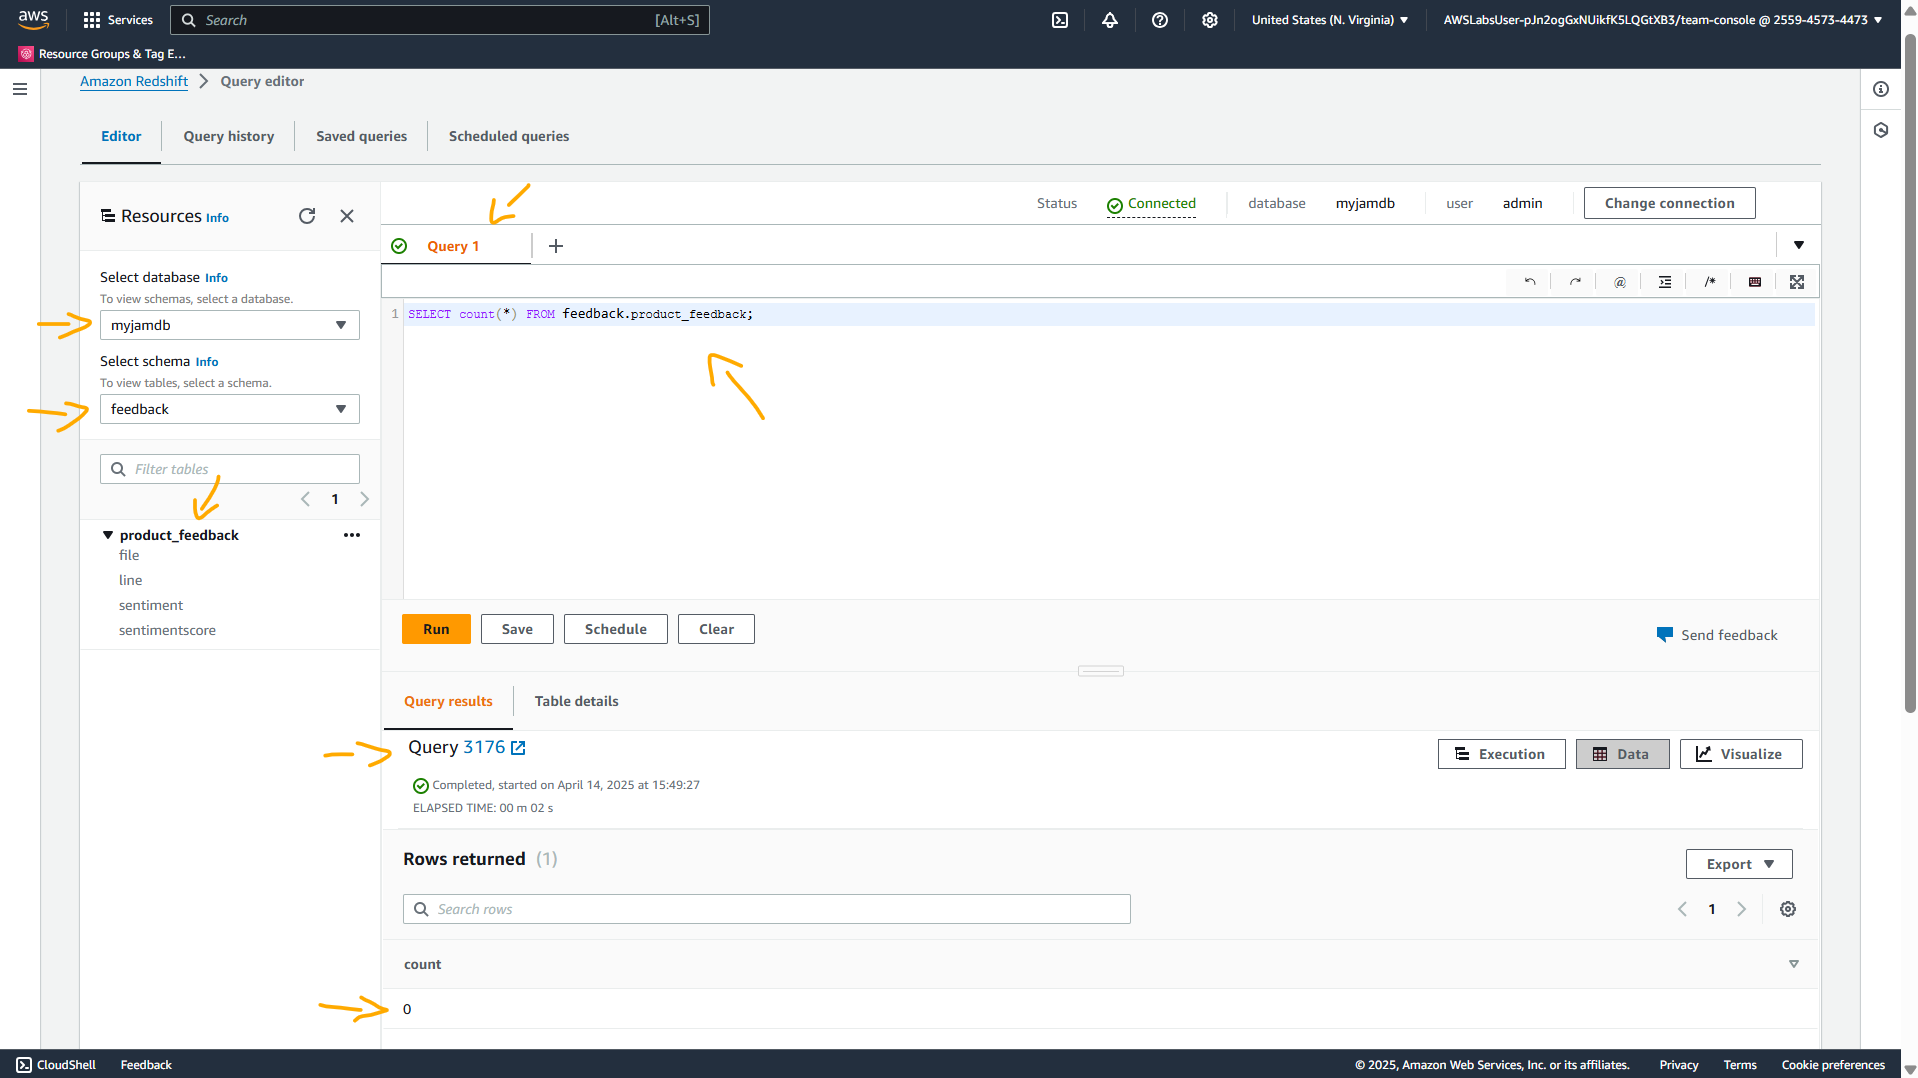 aws
Services
Search
[Alt+S]
United States (N. Virginia)
AWSLabsUser-pJn2ogGxNUikfK5LQGtXB3/team-console @ 2559-4573-4473
Resource Groups & Tag E...
Amazon Redshift > Query editor
Editor
Query history
Saved queries
Scheduled queries
Resources Info
Status
Connected
database
myjamdb
user
admin
Change connection
Query 1
Select database Info
To view schemas, select a database.
myjamdb
Select schema Info
To view tables, select a schema.
feedback
Filter tables
1
product_feedback
file
line
sentiment
sentimentscore
1 SELECT count(*) FROM feedback.product_feedback;
Run
Save
Schedule
Clear
Send feedback
Query results
Table details
Query 3176
Completed, started on April 14, 2025 at 15:49:27
ELAPSED TIME: 00 m 02 s
Execution
Data
Visualize
Rows returned (1)
Export
Search rows
1
count
0
CloudShell
Feedback
© 2025, Amazon Web Services, Inc. or its affiliates.
Privacy
Terms
Cookie preferences